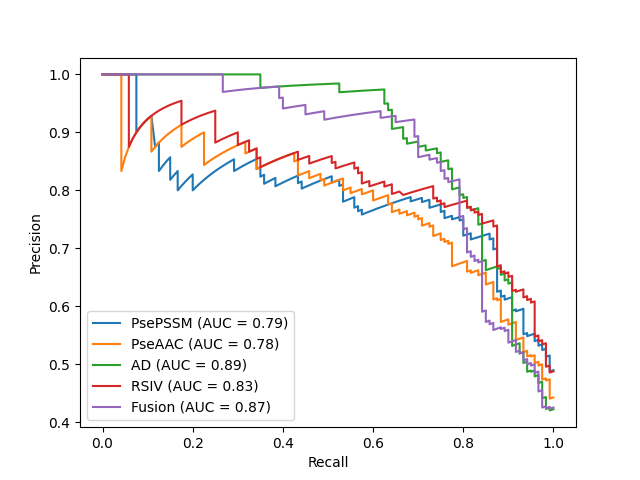 1.0
0.9
0.8
0.7
0.6
0.5
0.4
Precision
PsePSSM (AUC = 0.79)
PseAAC (AUC = 0.78)
AD (AUC = 0.89)
RSIV (AUC = 0.83)
Fusion (AUC = 0.87)
0.0 0.2 0.4 0.6 0.8 1.0
Recall